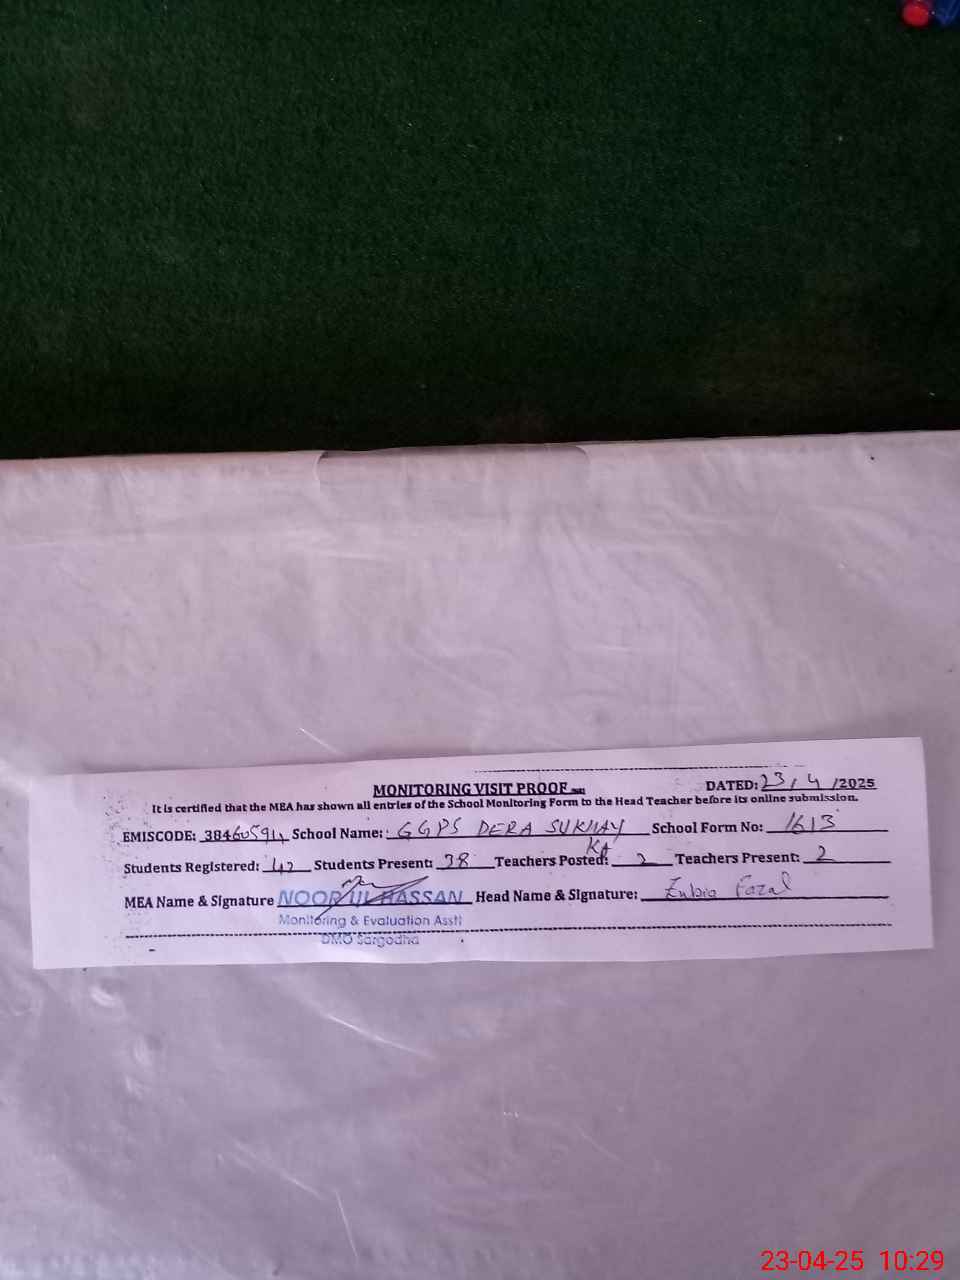 MONITORING VISIT PROOF
DATED: 23/4/2025
It is certified that the MEA has shown all entries of the School Monitoring Form to the Head Teacher before its online submission.
EMISCODE: School Name: GGPS DERA SUKHAY KA School Form No: 1613
Students Registered: 42 Students Present: 38 Teachers Posted: 2 Teachers Present: 2
MEA Name & Signature NOOR UL HASSAN Head Name & Signature: Zubia Fazal
Monitoring & Evaluation Asstt
DMO Sargodha
23-04-25 10:29